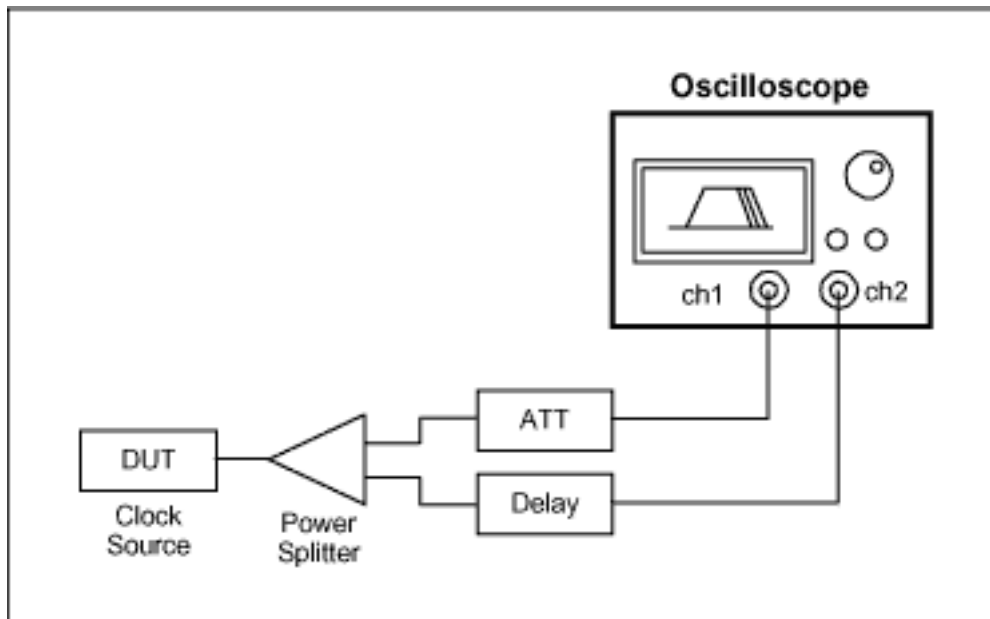 Oscilloscope
ch1
ch2
ATT
DUT
Delay
Clock
Source
Power
Splitter